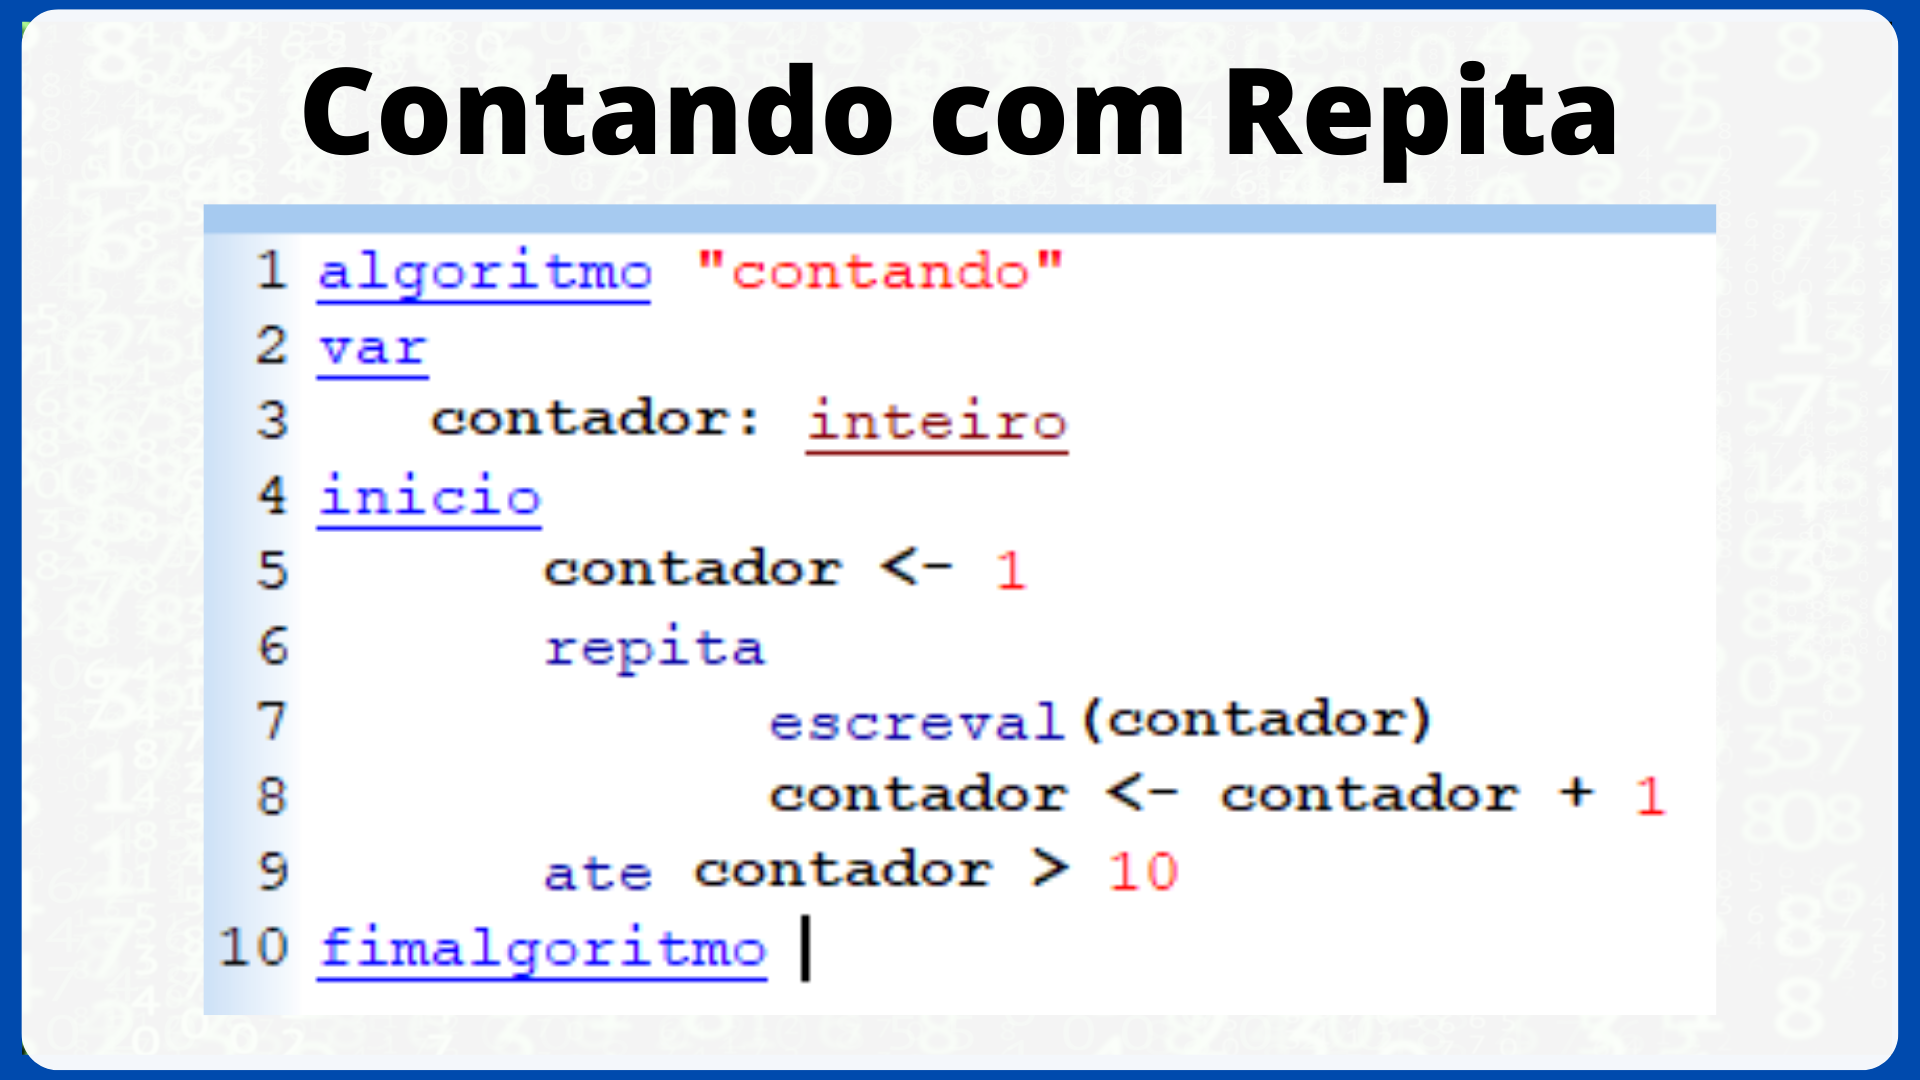 Contando com Repita
1 algoritmo "contando"
2 var
3 contador: inteiro
4 inicio
5 contador <- 1
6 repita
7 escreval(contador)
8 contador <- contador + 1
9 ate contador > 10
10 fimalgoritmo